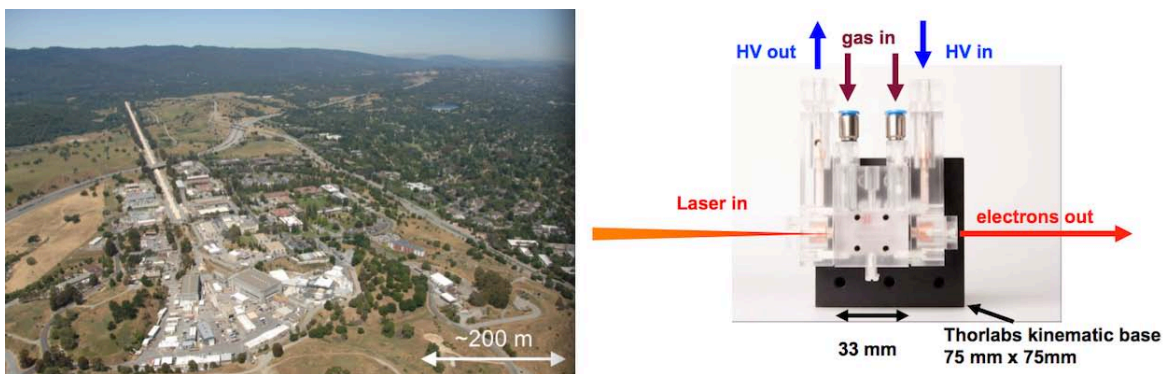 ~200 m
HV out
gas in
HV in
Laser in
electrons out
33 mm
Thorlabs kinematic base
75 mm x 75mm